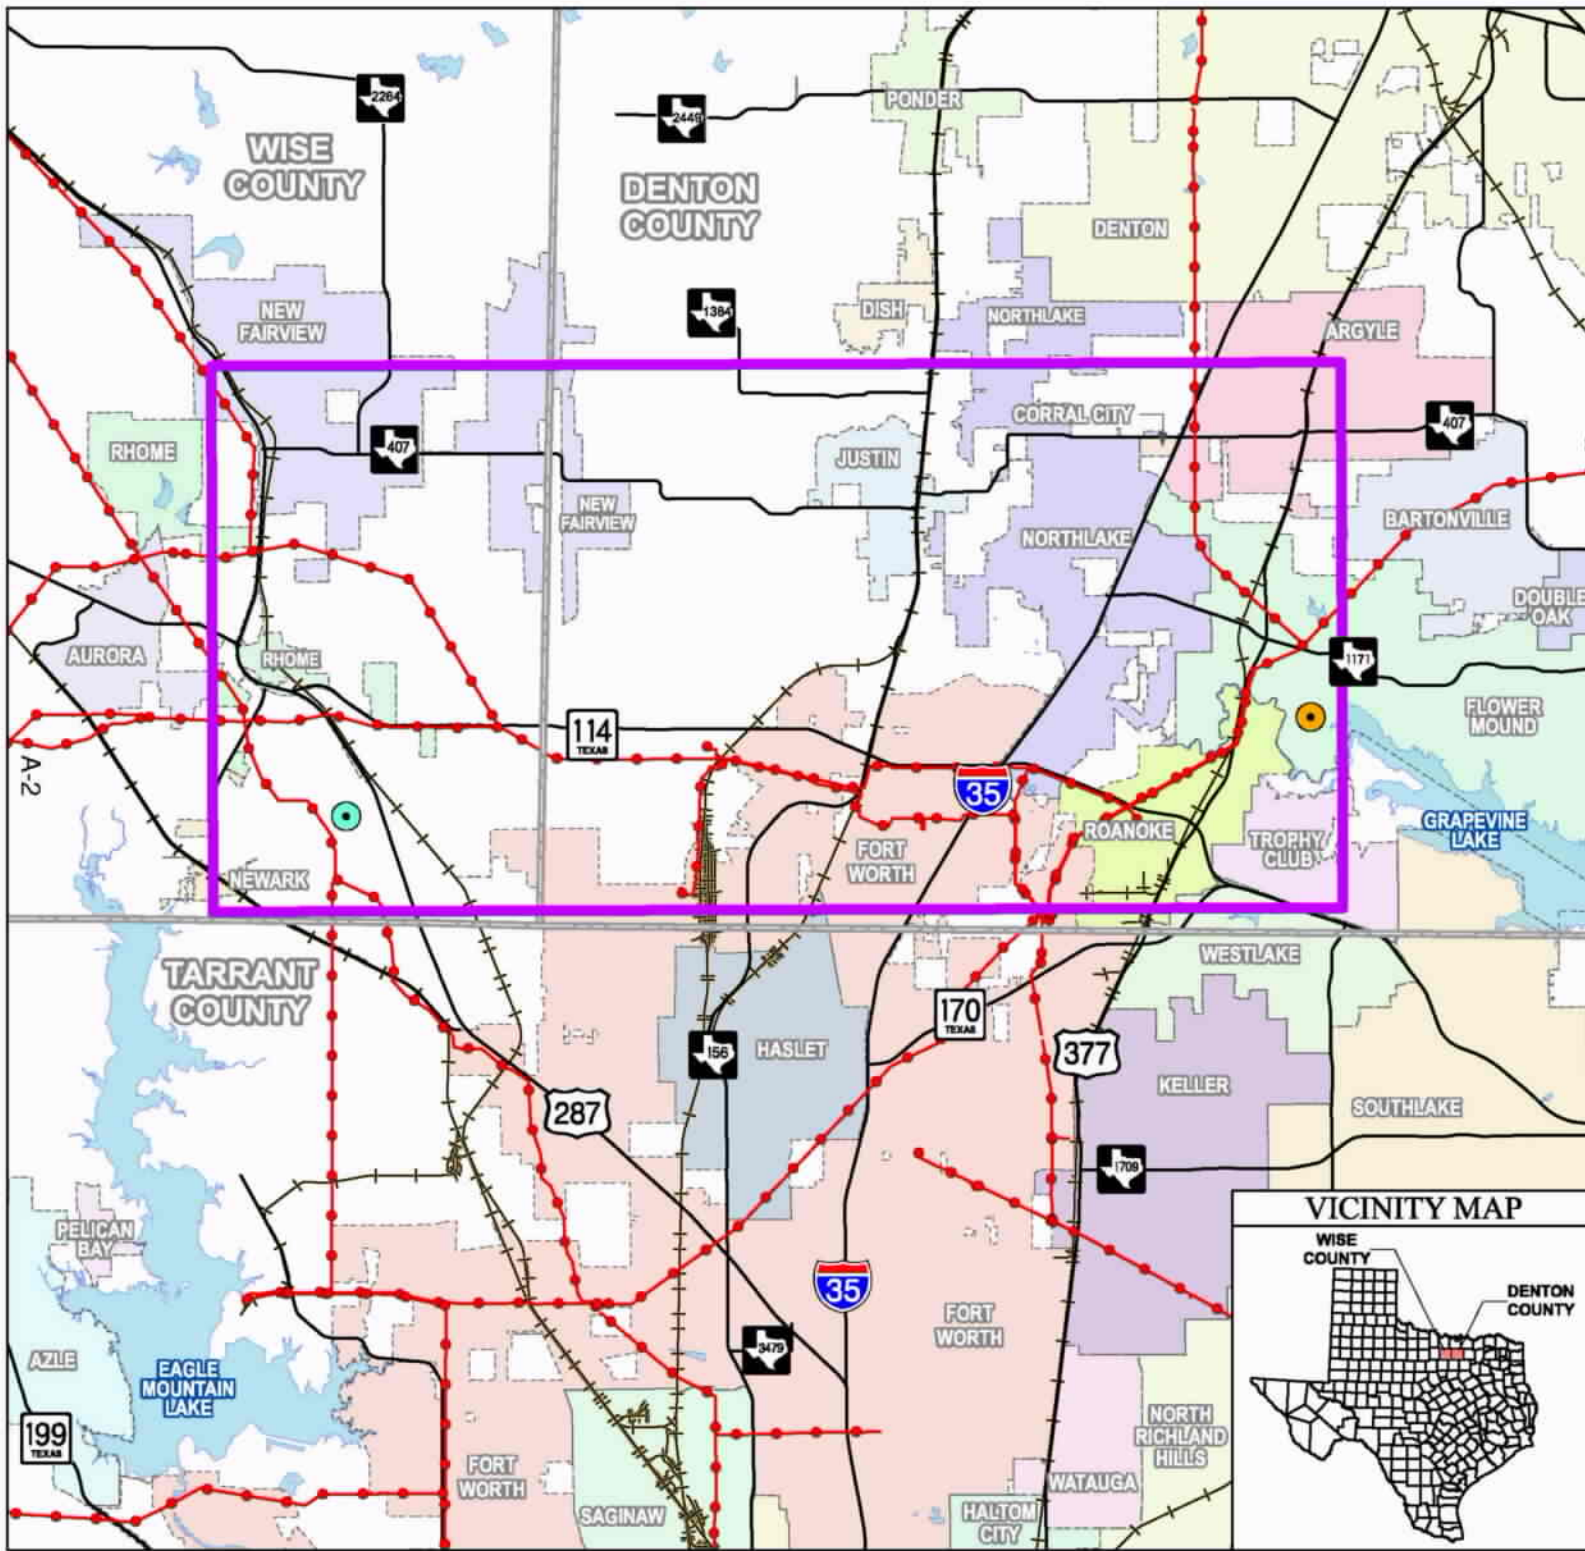 2264
2449
PONDER
WISE
COUNTY
DENTON
COUNTY
DENTON
NEW
FAIRVIEW
1384
DISH
NORTHLAKE
ARGYLE
CORRAL CITY
407
407
RHOME
JUSTIN
NEW
FAIRVIEW
NORTHLAKE
BARTONVILLE
DOUBLE
OAK
AURORA
RHOME
1171
FLOWER
MOUND
114
TEXAS
A-2
35
ROANOKE
TROPHY
CLUB
GRAPEVINE
LAKE
FORT
WORTH
NEWARK
TARRANT
COUNTY
WESTLAKE
170
TEXAS
156
HASLET
377
KELLER
287
SOUTHLAKE
1709
PELICAN
BAY
VICINITY MAP
WISE
COUNTY
DENTON
COUNTY
35
FORT
WORTH
3479
AZLE
EAGLE
MOUNTAIN
LAKE
199
TEXAS
FORT
WORTH
SAGINAW
NORTH
RICHLAND
HILLS
WATAUGA
HALTOM
CITY